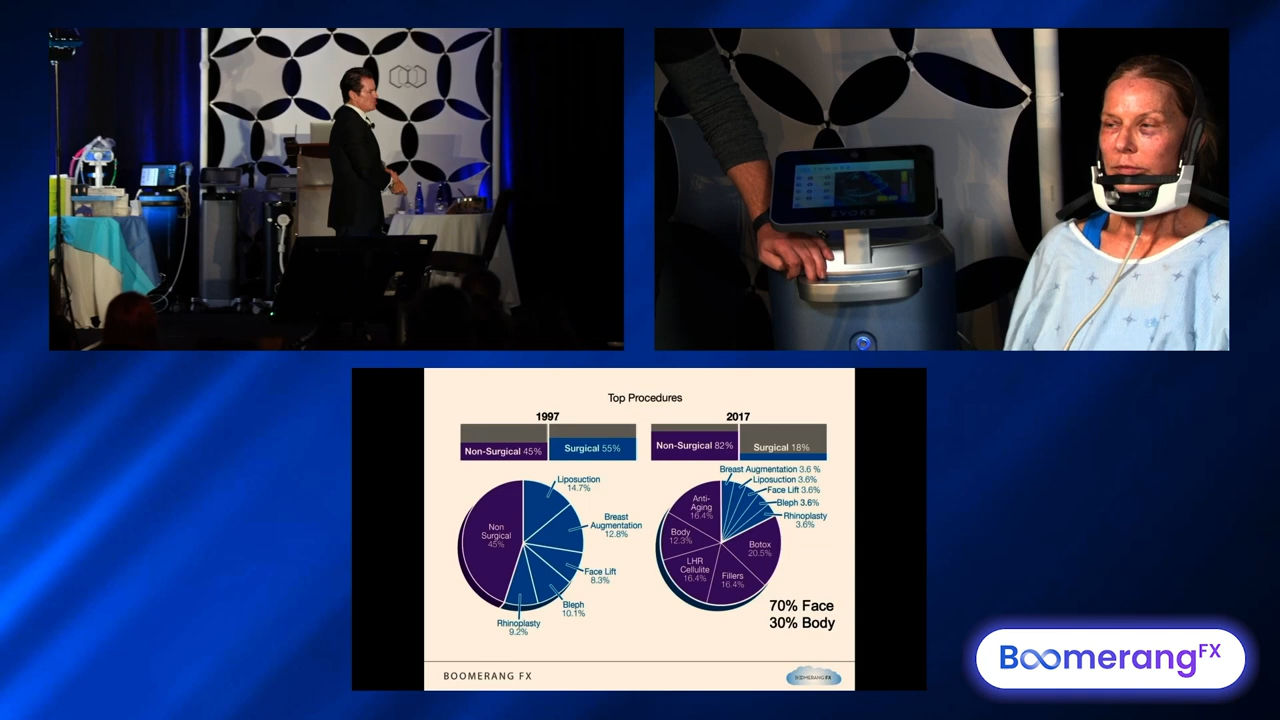 EVOKE
Top Procedures
1997
2017
Non-Surgical 45%
Surgical 55%
Non-Surgical 82%
Surgical 18%
Liposuction
14.7%
Breast
Augmentation
12.8%
Face Lift
8.3%
Bleph
10.1%
Rhinoplasty
9.2%
Non
Surgical
45%
Breast Augmentation 3.6 %
Liposuction 3.6%
Face Lift 3.6%
Bleph 3.6%
Rhinoplasty
3.6%
Botox
20.5%
Fillers
16.4%
LHR
Cellulite
16.4%
Body
12.3%
Anti-
Aging
16.4%
70% Face
30% Body
BOOMERANG FX
BOOMERANG FX
BoomerangFX